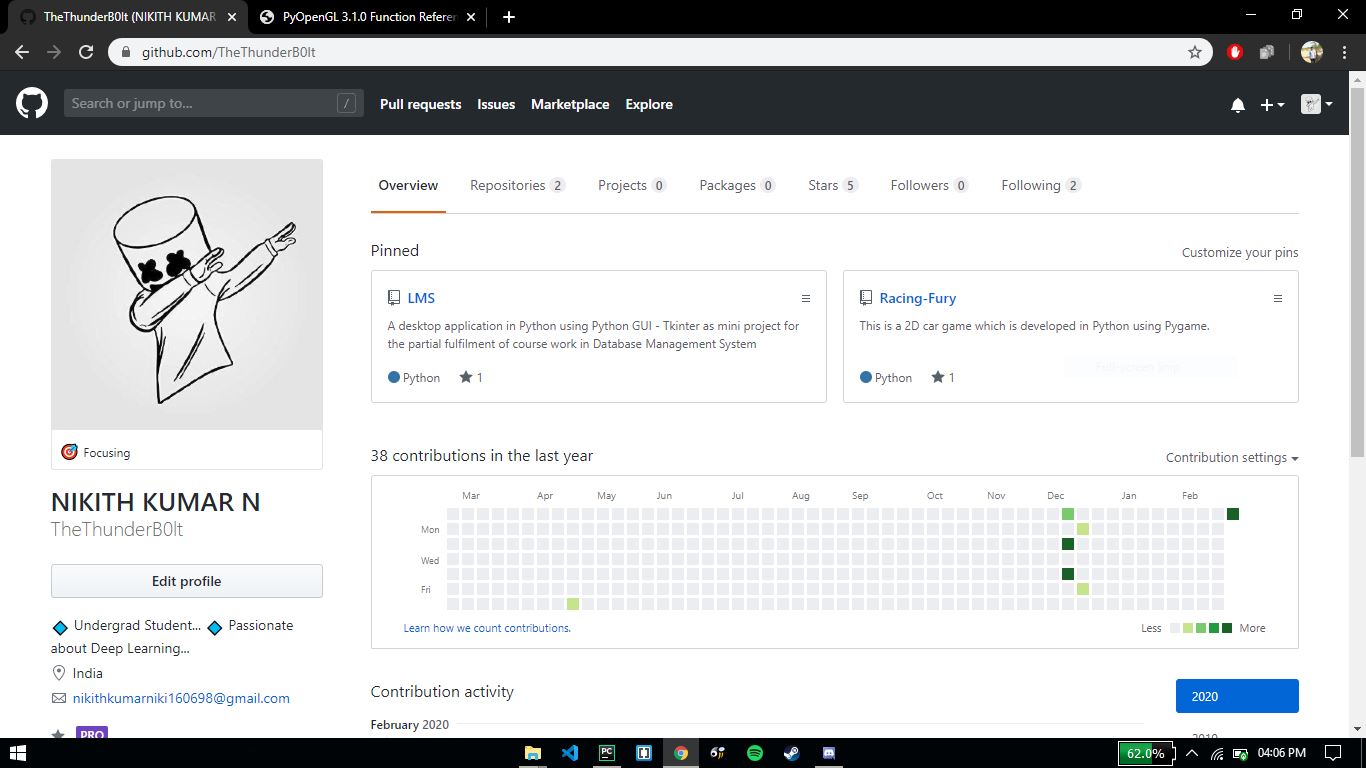 TheThunderB0lt (NIKITH KUMAR
PyOpenGL 3.1.0 Function Referen
github.com/TheThunderB0lt
Search or jump to...
/
Pull requests
Issues
Marketplace
Explore
Overview
Repositories 2
Projects 0
Packages 0
Stars 5
Followers 0
Following 2
Pinned
Customize your pins
LMS
A desktop application in Python using Python GUI - Tkinter as mini project for
the partial fulfilment of course work in Database Management System
Python
1
Racing-Fury
This is a 2D car game which is developed in Python using Pygame.
Full-screen Snip
Python
1
Focusing
NIKITH KUMAR N
TheThunderB0lt
Edit profile
Undergrad Student... Passionate
about Deep Learning...
India
nikithkumarniki160698@gmail.com
PRO
38 contributions in the last year
Contribution settings
Mar Apr May Jun Jul Aug Sep Oct Nov Dec Jan Feb
Mon
Wed
Fri
Learn how we count contributions.
Less
More
Contribution activity
2020
February 2020
2019
PC
62.0%
04:06 PM